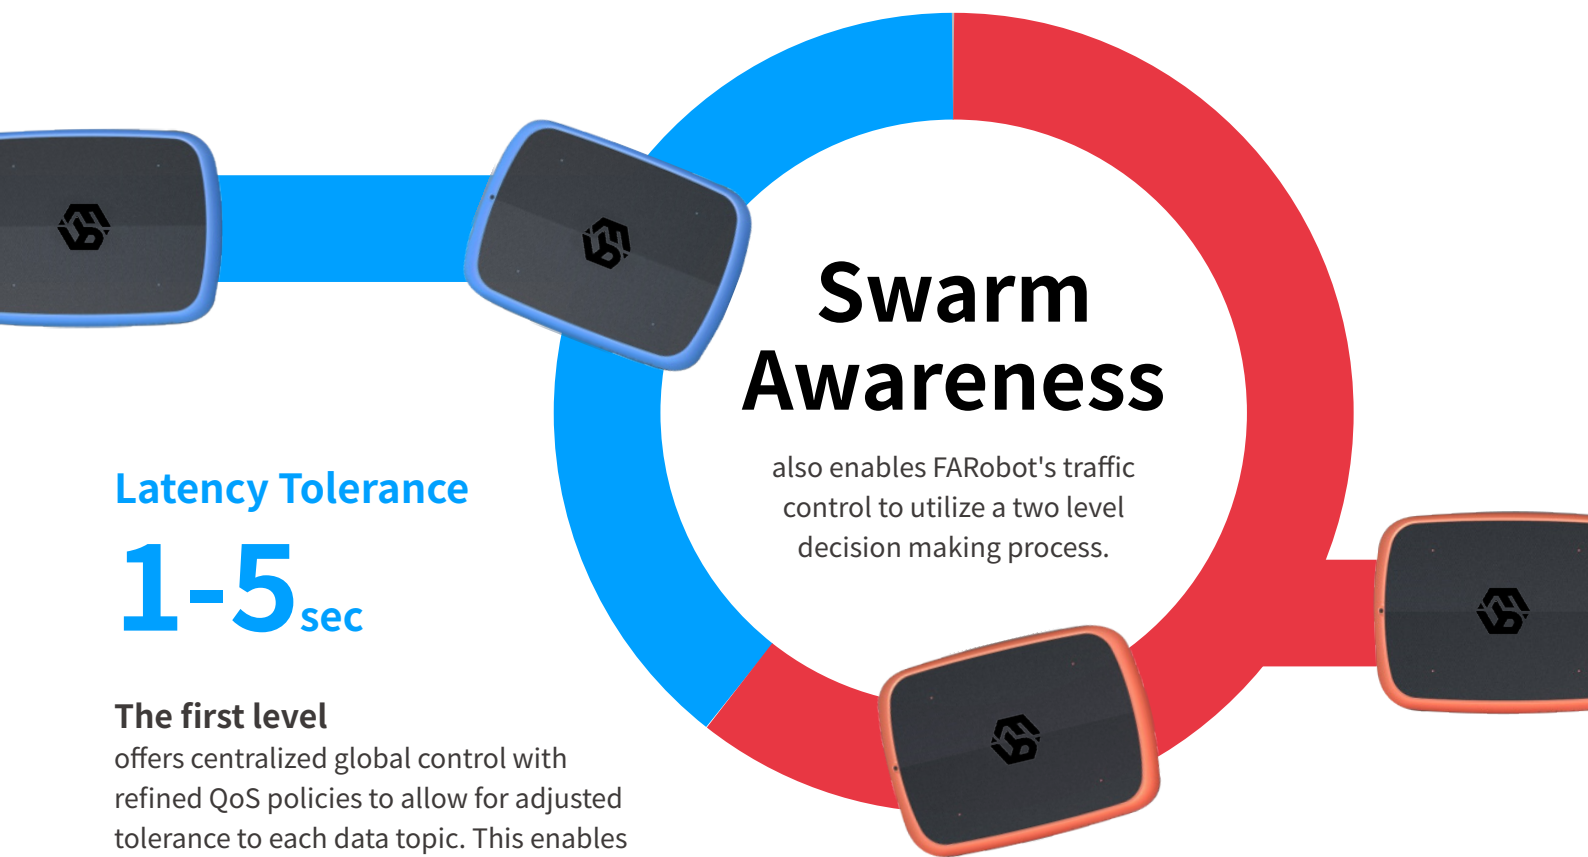 Swarm
Awareness
also enables FARobot's traffic
control to utilize a two level
decision making process.
Latency Tolerance
1-5 sec
The first level
offers centralized global control with
refined QoS policies to allow for adjusted
tolerance to each data topic. This enables